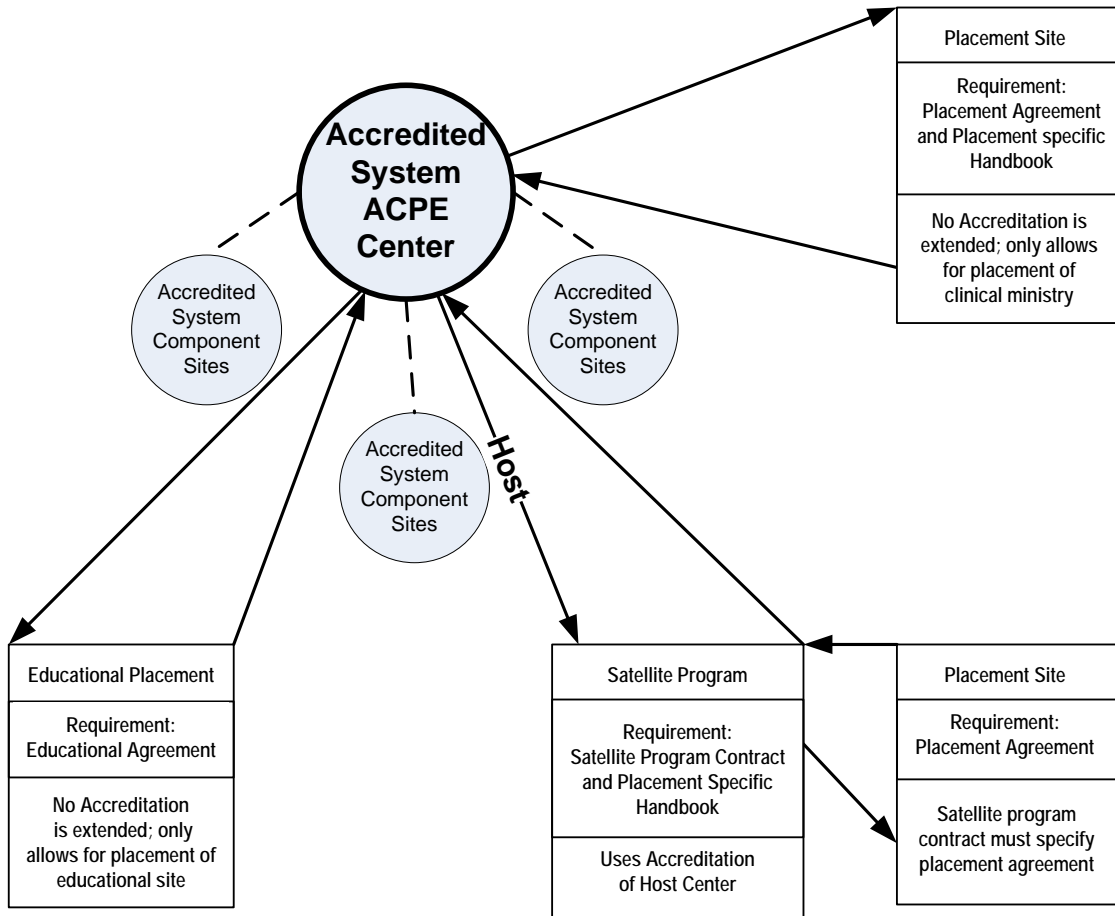 Placement Site
Requirement:
Placement Agreement
and Placement specific
Handbook
No Accreditation is
extended; only allows
for placement of
clinical ministry
Accredited
System
ACPE
Center
Accredited
System
Component
Sites
Accredited
System
Component
Sites
Accredited
System
Component
Sites
Host
Educational Placement
Requirement:
Educational Agreement
No Accreditation
is extended; only
allows for placement of
educational site
Satellite Program
Requirement:
Satellite Program Contract
and Placement Specific
Handbook
Uses Accreditation
of Host Center
Placement Site
Requirement:
Placement Agreement
Satellite program
contract must specify
placement agreement